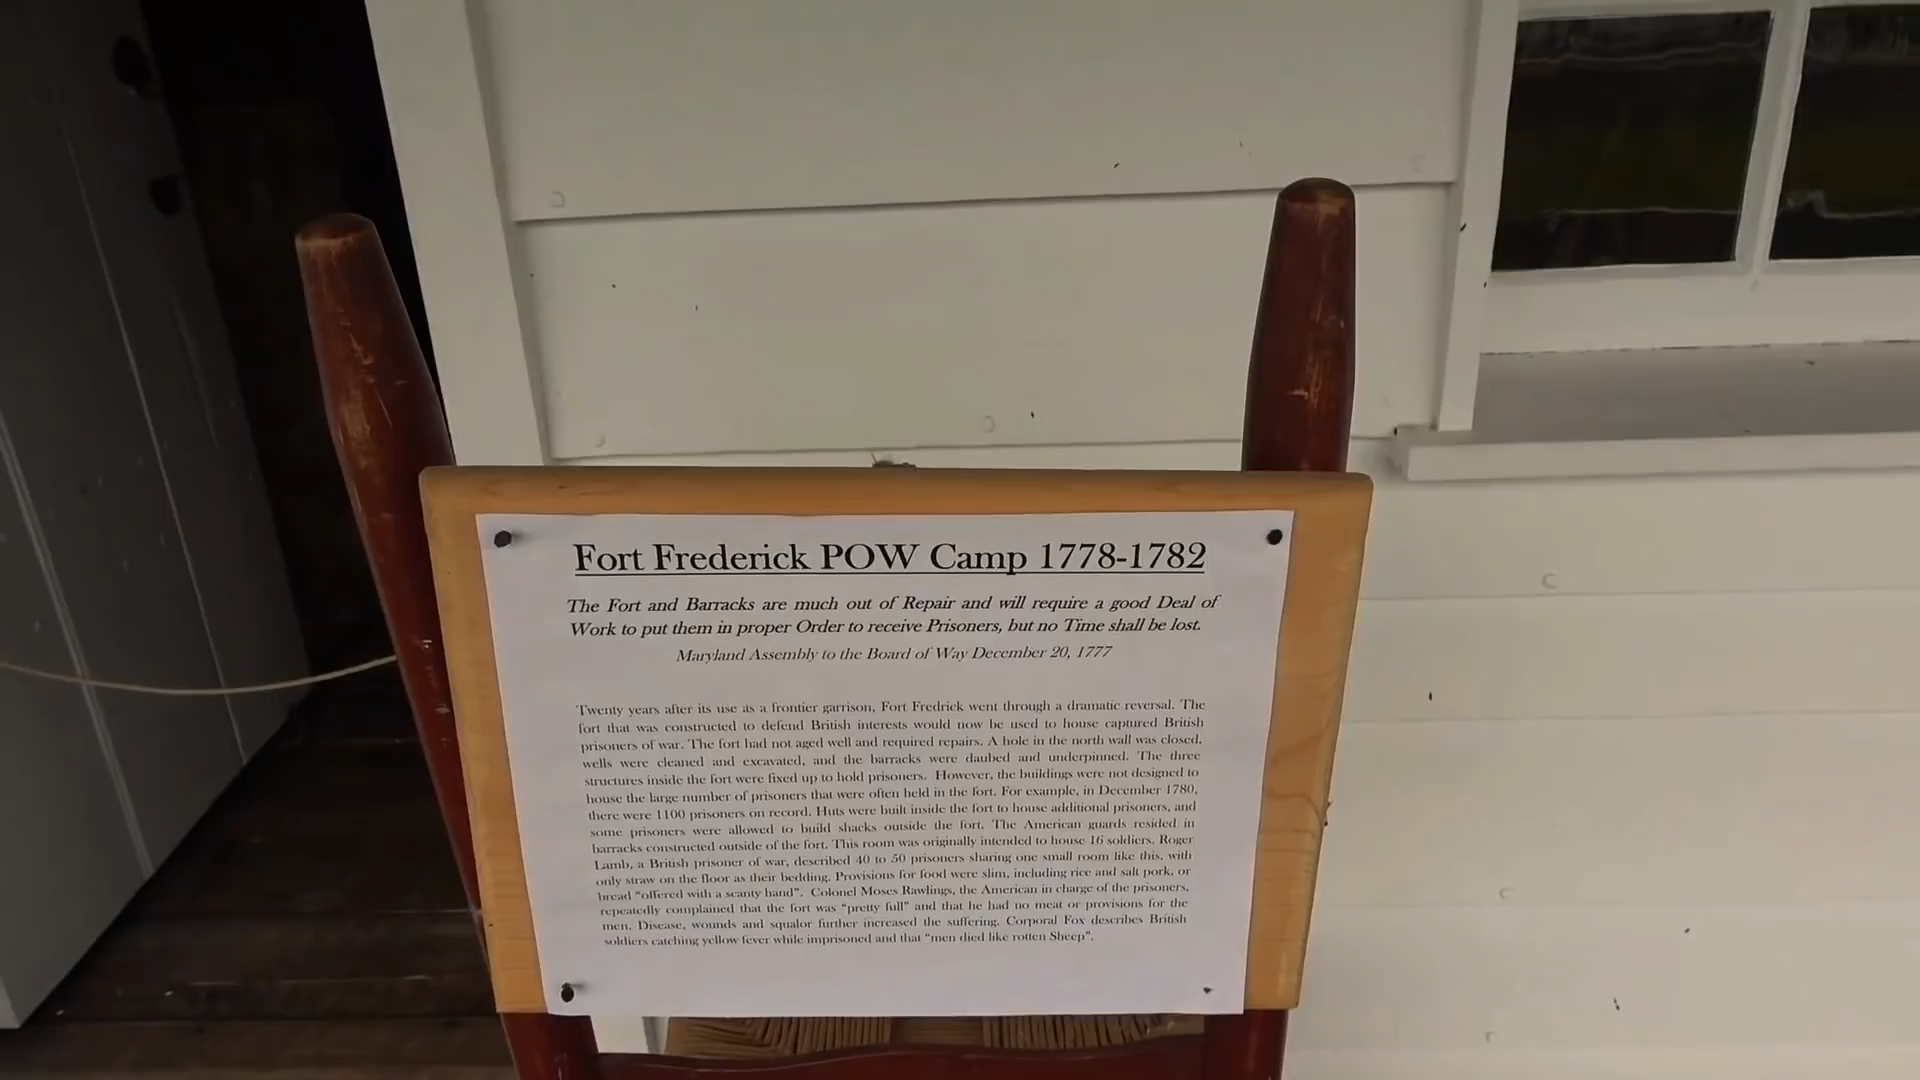 Fort Frederick POW Camp 1778-1782
The Fort and Barracks are much out of Repair and will require a good Deal of
Work to put them in proper Order to receive Prisoners, but no Time shall be lost.
Maryland Assembly to the Board of Way December 20, 1777
Twenty years after its use as a frontier garrison, Fort Fredrick went through a dramatic reversal. The
fort that was constructed to defend British interests would now be used to house captured British
prisoners of war. The fort had not aged well and required repairs. A hole in the north wall was closed,
wells were cleaned and excavated, and the barracks were daubed and underpinned. The three
structures inside the fort were fixed up to hold prisoners. However, the buildings were not designed to
house the large number of prisoners that were often held in the fort. For example, in December 1780,
there were 1100 prisoners on record. Huts were built inside the fort to house additional prisoners, and
some prisoners were allowed to build shacks outside the fort. The American guards resided in
barracks constructed outside of the fort. This room was originally intended to house 16 soldiers. Roger
Lamb, a British prisoner of war, described 40 to 50 prisoners sharing one small room like this, with
only straw on the floor as their bedding. Provisions for food were slim, including rice and salt pork, or
bread "offered with a scanty hand". Colonel Moses Rawlings, the American in charge of the prisoners,
repeatedly complained that the fort was "pretty full" and that he had no meat or provisions for the
men. Disease, wounds and squalor further increased the suffering. Corporal Fox describes British
soldiers catching yellow fever while imprisoned and that "men died like rotten Sheep".